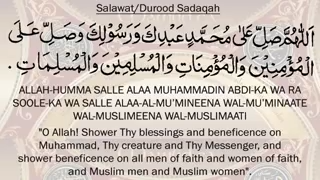 Salawat/Durood Sadaqah
اَللّٰهُمَّ صَلِّ عَلٰى مُحَمَّدٍ عَبْدِكَ وَرَسُوْلِكَ وَصَلِّ عَلَى
الْمُؤْمِنِيْنَ وَالْمُؤْمِنَاتِ وَالْمُسْلِمِيْنَ وَالْمُسْلِمَاتِ.
ALLAH-HUMMA SALLE ALAA MUHAMMADIN ABDI-KA WA RA
SOOLE-KA WA SALLE ALAA-AL-MU'MINEENA WAL-MU'MINAATE
WAL-MUSLIMEENA WAL-MUSLIMAATI
"O Allah! Shower Thy blessings and beneficence on
Muhammad, Thy creature and Thy Messenger, and
shower beneficence on all men of faith and women of faith,
and Muslim men and Muslim women".